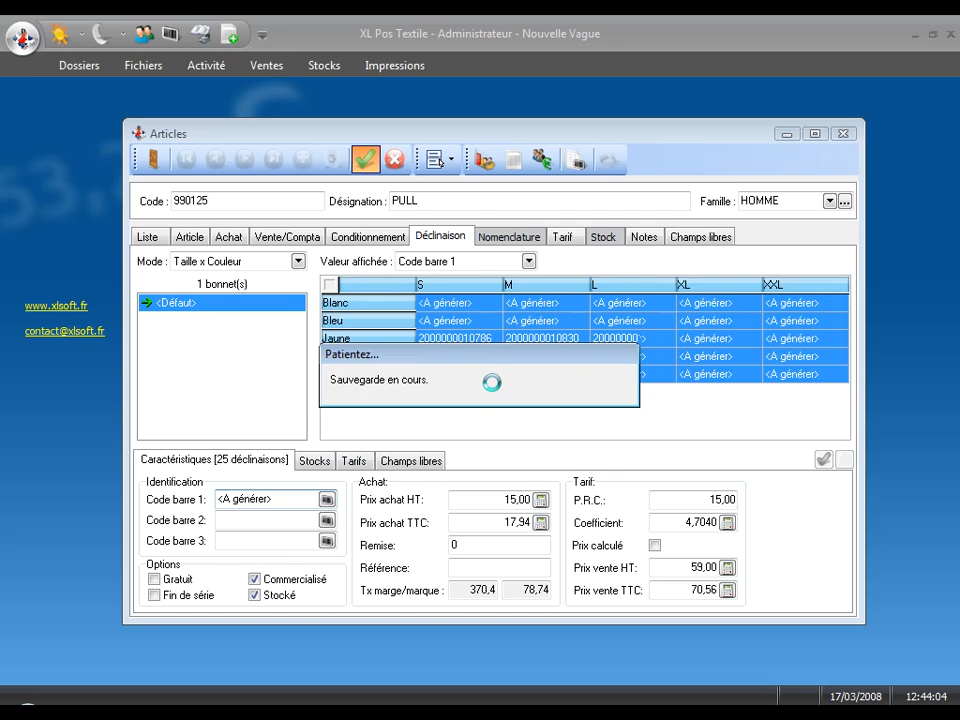 XL Pos Textile - Administrateur - Nouvelle Vague
Dossiers Fichiers Activité Ventes Stocks Impressions
Articles
Code : 990125 Désignation : PULL Famille : HOMME
Liste Article Achat Vente/Compta Conditionnement Déclinaison Nomenclature Tarif Stock Notes Champs libres
Mode : Taille x Couleur Valeur affichée : Code barre 1
1 bonnet(s) S M L XL XXL
<Défaut> Blanc <A générer> <A générer> <A générer> <A générer> <A générer>
www.xlsoft.fr
Bleu <A générer> <A générer> <A générer> <A générer> <A générer>
contact@xlsoft.fr
Jaune 2000000010786 2000000010830 20000000 <A générer> <A générer>
Patientez...
<A générer> <A générer>
Sauvegarde en cours.
<A générer> <A générer>
Caractéristiques [25 déclinaisons] Stocks Tarifs Champs libres
Identification
Code barre 1: <A générer>
Code barre 2:
Code barre 3:
Options
Gratuit Commercialisé
Fin de série Stocké
Achat:
Prix achat HT: 15,00
Prix achat TTC: 17,94
Remise: 0
Référence:
Tx marge/marque : 370,4 78,74
Tarif:
P.R.C.: 15,00
Coefficient: 4,7040
Prix calculé
Prix vente HT: 59,00
Prix vente TTC: 70,56
17/03/2008 12:44:04